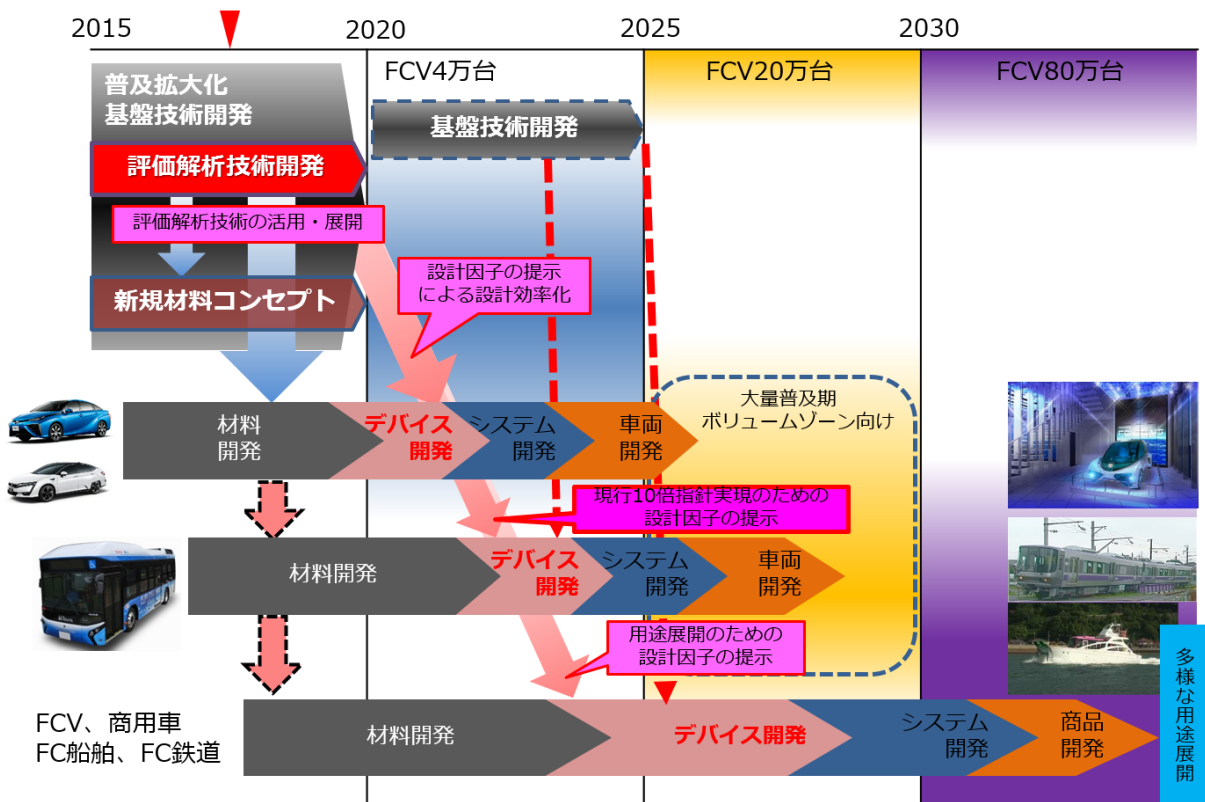 2015
2020
2025
2030
FCV4万台
FCV20万台
FCV80万台
普及拡大化
基盤技術開発
基盤技術開発
評価解析技術開発
評価解析技術の活用・展開
新規材料コンセプト
設計因子の提示
による設計効率化
大量普及期
ボリュームゾーン向け
材料
開発
デバイス
開発
システム
開発
車両
開発
現行10倍指針実現のための
設計因子の提示
材料開発
デバイス
開発
システム
開発
車両
開発
用途展開のための
設計因子の提示
FCV、商用車
FC船舶、FC鉄道
材料開発
デバイス開発
システム
開発
商品
開発
多様な用途展開